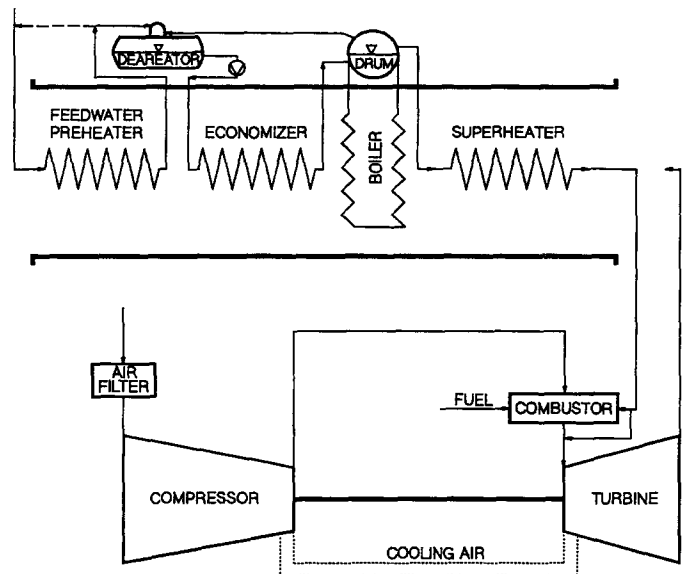 DEAREATOR
DRUM
FEEDWATER
PREHEATER
ECONOMIZER
BOILER
SUPERHEATER
AIR
FILTER
FUEL
COMBUSTOR
COMPRESSOR
TURBINE
COOLING AIR